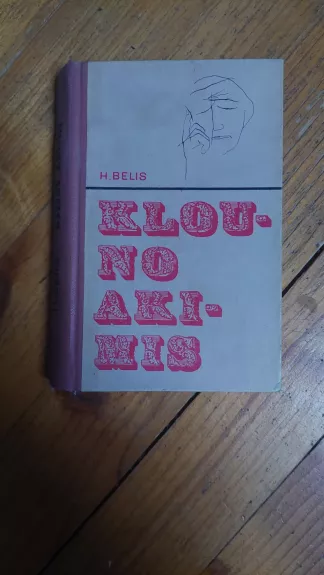 H. BELIS
KLOU-
NO
AKI-
MIS